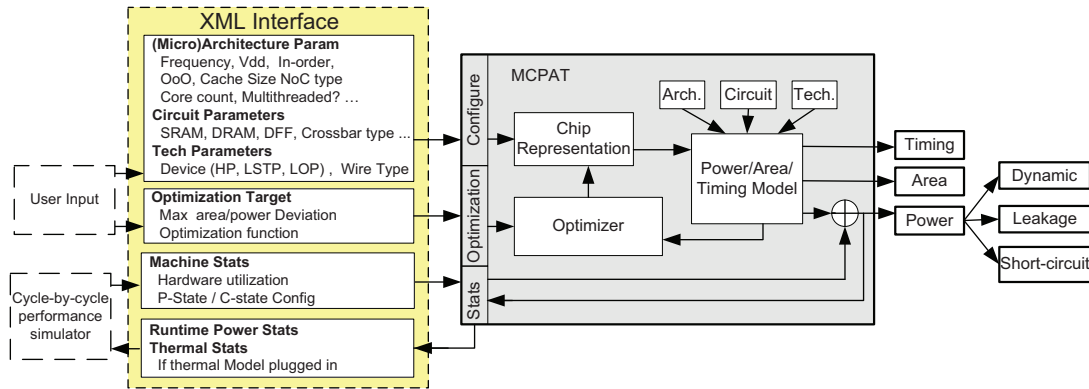 XML Interface
(Micro)Architecture Param
Frequency, Vdd, In-order,
OoO, Cache Size NoC type
Core count, Multithreaded? ...
Circuit Parameters
SRAM, DRAM, DFF, Crossbar type ...
Tech Parameters
Device (HP, LSTP, LOP) , Wire Type
User Input
Optimization Target
Max area/power Deviation
Optimization function
Machine Stats
Hardware utilization
P-State / C-state Config
Cycle-by-cycle
performance
simulator
Runtime Power Stats
Thermal Stats
If thermal Model plugged in
Configure
Optimization
Stats
MCPAT
Chip
Representation
Optimizer
Arch.
Circuit
Tech.
Power/Area/
Timing Model
Timing
Area
Power
Dynamic
Leakage
Short-circuit